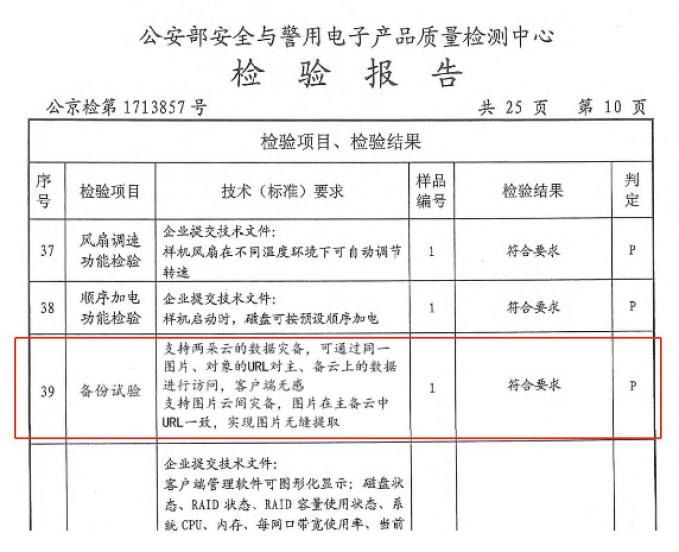 公安部安全与警用电子产品质量检测中心
检 验 报 告
公京检第 1713857 号 共 25 页 第 10 页
检验项目、检验结果
序号 检验项目 技术（标准）要求 样品编号 检验结果 判定
37 风扇调速功能检验 企业提交技术文件：
样机风扇在不同温度环境下可自动调节
转速 1 符合要求 P
38 顺序加电功能检验 企业提交技术文件：
样机启动时，磁盘可按预设顺序加电 1 符合要求 P
39 备份试验 支持两朵云的数据灾备，可通过同一
图片、对象的URL对主、备云上的数据
进行访问，客户端无感
支持图片云间灾备，图片在主备云中
URL一致，实现图片无缝提取 1 符合要求 P
企业提交技术文件：
客户端管理软件可图形化显示：磁盘状
态、RAID 状态、RAID 容量使用状态、系
统 CPU、内存、每网口带宽使用率、当前